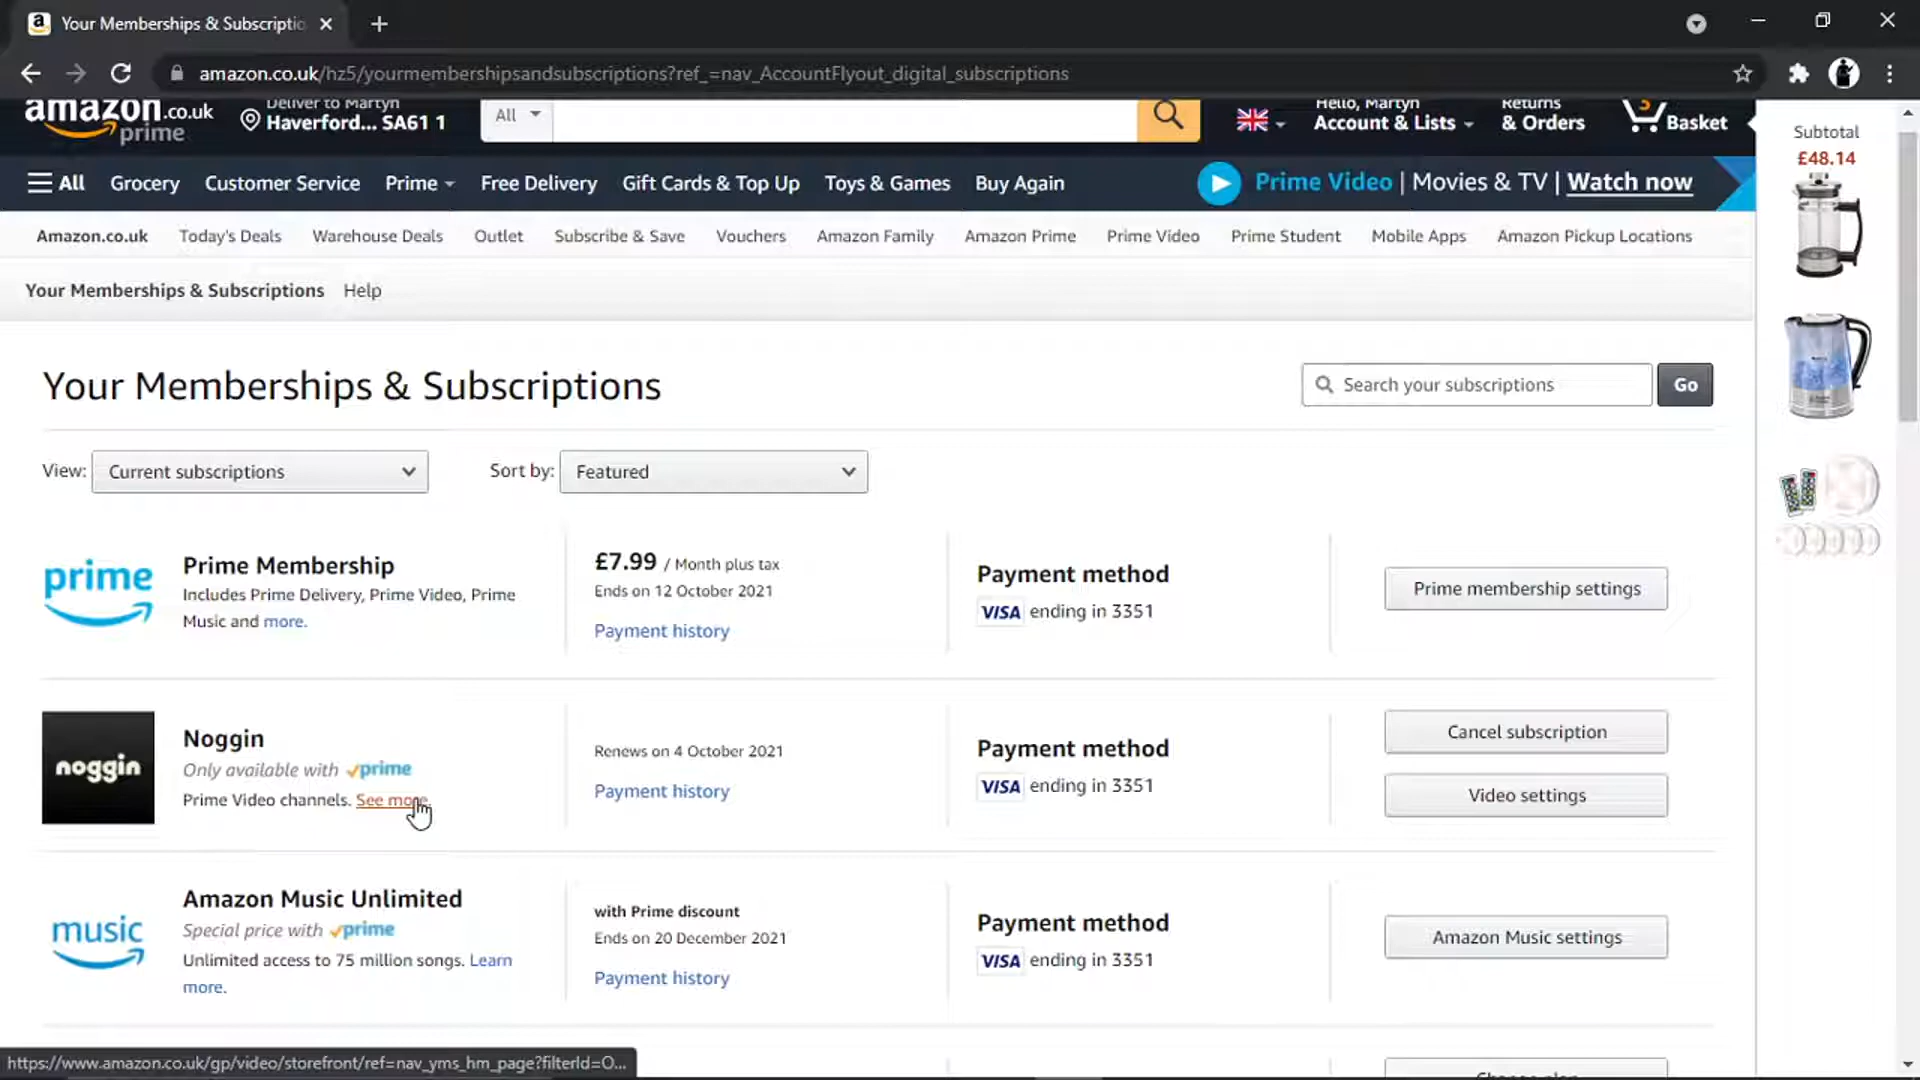 Your Memberships & Subscriptio
amazon.co.uk/hz5/yourmembershipsandsubscriptions?ref_=nav_AccountFlyout_digital_subscriptions
amazon.co.uk
prime
Deliver to Martyn
Haverford... SA61 1
All
Hello, Martyn
Account & Lists
Returns
& Orders
Basket
Subtotal
£48.14
All Grocery Customer Service Prime Free Delivery Gift Cards & Top Up Toys & Games Buy Again
Prime Video | Movies & TV | Watch now
Amazon.co.uk Today's Deals Warehouse Deals Outlet Subscribe & Save Vouchers Amazon Family Amazon Prime Prime Video Prime Student Mobile Apps Amazon Pickup Locations
Your Memberships & Subscriptions Help
Your Memberships & Subscriptions
Search your subscriptions
Go
View: Current subscriptions
Sort by: Featured
prime
Prime Membership
Includes Prime Delivery, Prime Video, Prime
Music and more.
£7.99 / Month plus tax
Ends on 12 October 2021
Payment history
Payment method
VISA ending in 3351
Prime membership settings
noggin
Noggin
Only available with prime
Prime Video channels. See more.
Renews on 4 October 2021
Payment history
Payment method
VISA ending in 3351
Cancel subscription
Video settings
music
Amazon Music Unlimited
Special price with prime
Unlimited access to 75 million songs. Learn
more.
with Prime discount
Ends on 20 December 2021
Payment history
Payment method
VISA ending in 3351
Amazon Music settings
https://www.amazon.co.uk/gp/video/storefront/ref=nav_yms_hm_page?filterId=O...